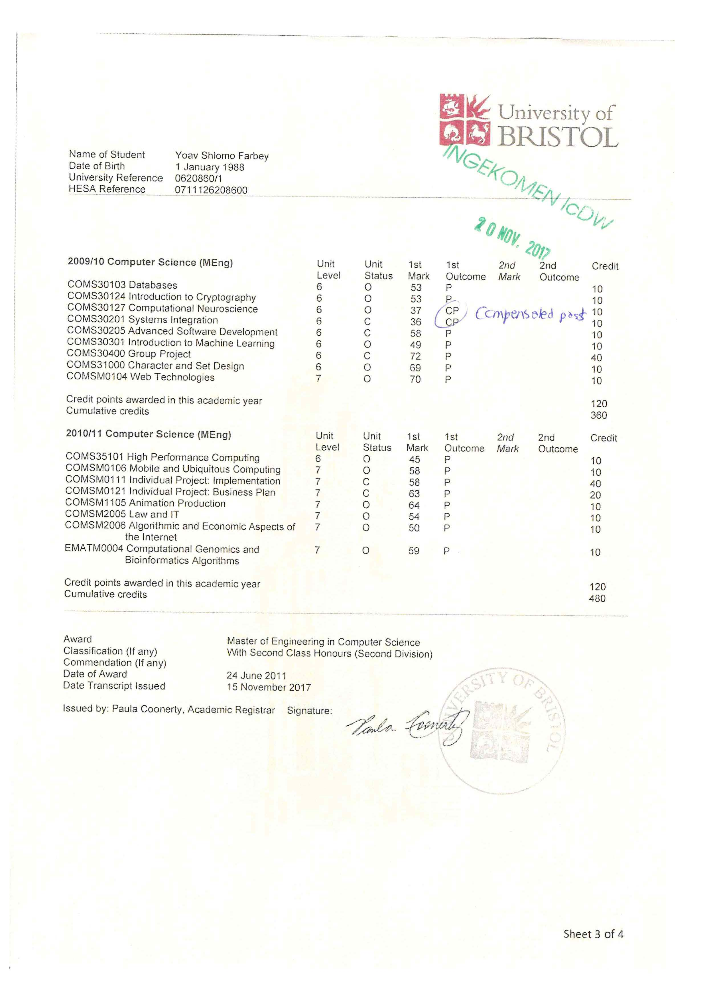 University of
BRISTOL
Name of Student Yoav Shlomo Farbey
Date of Birth 1 January 1988
University Reference 0620860/1
HESA Reference 0711126208600
INGEKOMEN IcDW
20 NOV. 2017
2009/10 Computer Science (MEng) Unit Unit 1st 1st 2nd 2nd Credit
Level Status Mark Outcome Mark Outcome
COMS30103 Databases 6 O 53 P 10
COMS30124 Introduction to Cryptography 6 O 53 P 10
COMS30127 Computational Neuroscience 6 O 37 CP Compensated pass 10
COMS30201 Systems Integration 6 C 36 CP 10
COMS30205 Advanced Software Development 6 C 58 P 10
COMS30301 Introduction to Machine Learning 6 O 49 P 10
COMS30400 Group Project 6 C 72 P 40
COMS31000 Character and Set Design 6 O 69 P 10
COMSM0104 Web Technologies 7 O 70 P 10
Credit points awarded in this academic year 120
Cumulative credits 360
2010/11 Computer Science (MEng) Unit Unit 1st 1st 2nd 2nd Credit
Level Status Mark Outcome Mark Outcome
COMS35101 High Performance Computing 6 O 45 P 10
COMSM0106 Mobile and Ubiquitous Computing 7 O 58 P 10
COMSM0111 Individual Project: Implementation 7 C 58 P 40
COMSM0121 Individual Project: Business Plan 7 C 63 P 20
COMSM1105 Animation Production 7 O 64 P 10
COMSM2005 Law and IT 7 O 54 P 10
COMSM2006 Algorithmic and Economic Aspects of 7 O 50 P 10
the Internet
EMATM0004 Computational Genomics and 7 O 59 P 10
Bioinformatics Algorithms
Credit points awarded in this academic year 120
Cumulative credits 480
Award Master of Engineering in Computer Science
Classification (If any) With Second Class Honours (Second Division)
Commendation (If any)
Date of Award 24 June 2011
Date Transcript Issued 15 November 2017
Issued by: Paula Coonerty, Academic Registrar Signature:
Paula Coonerty
UNIVERSITY OF BRISTOL
Sheet 3 of 4